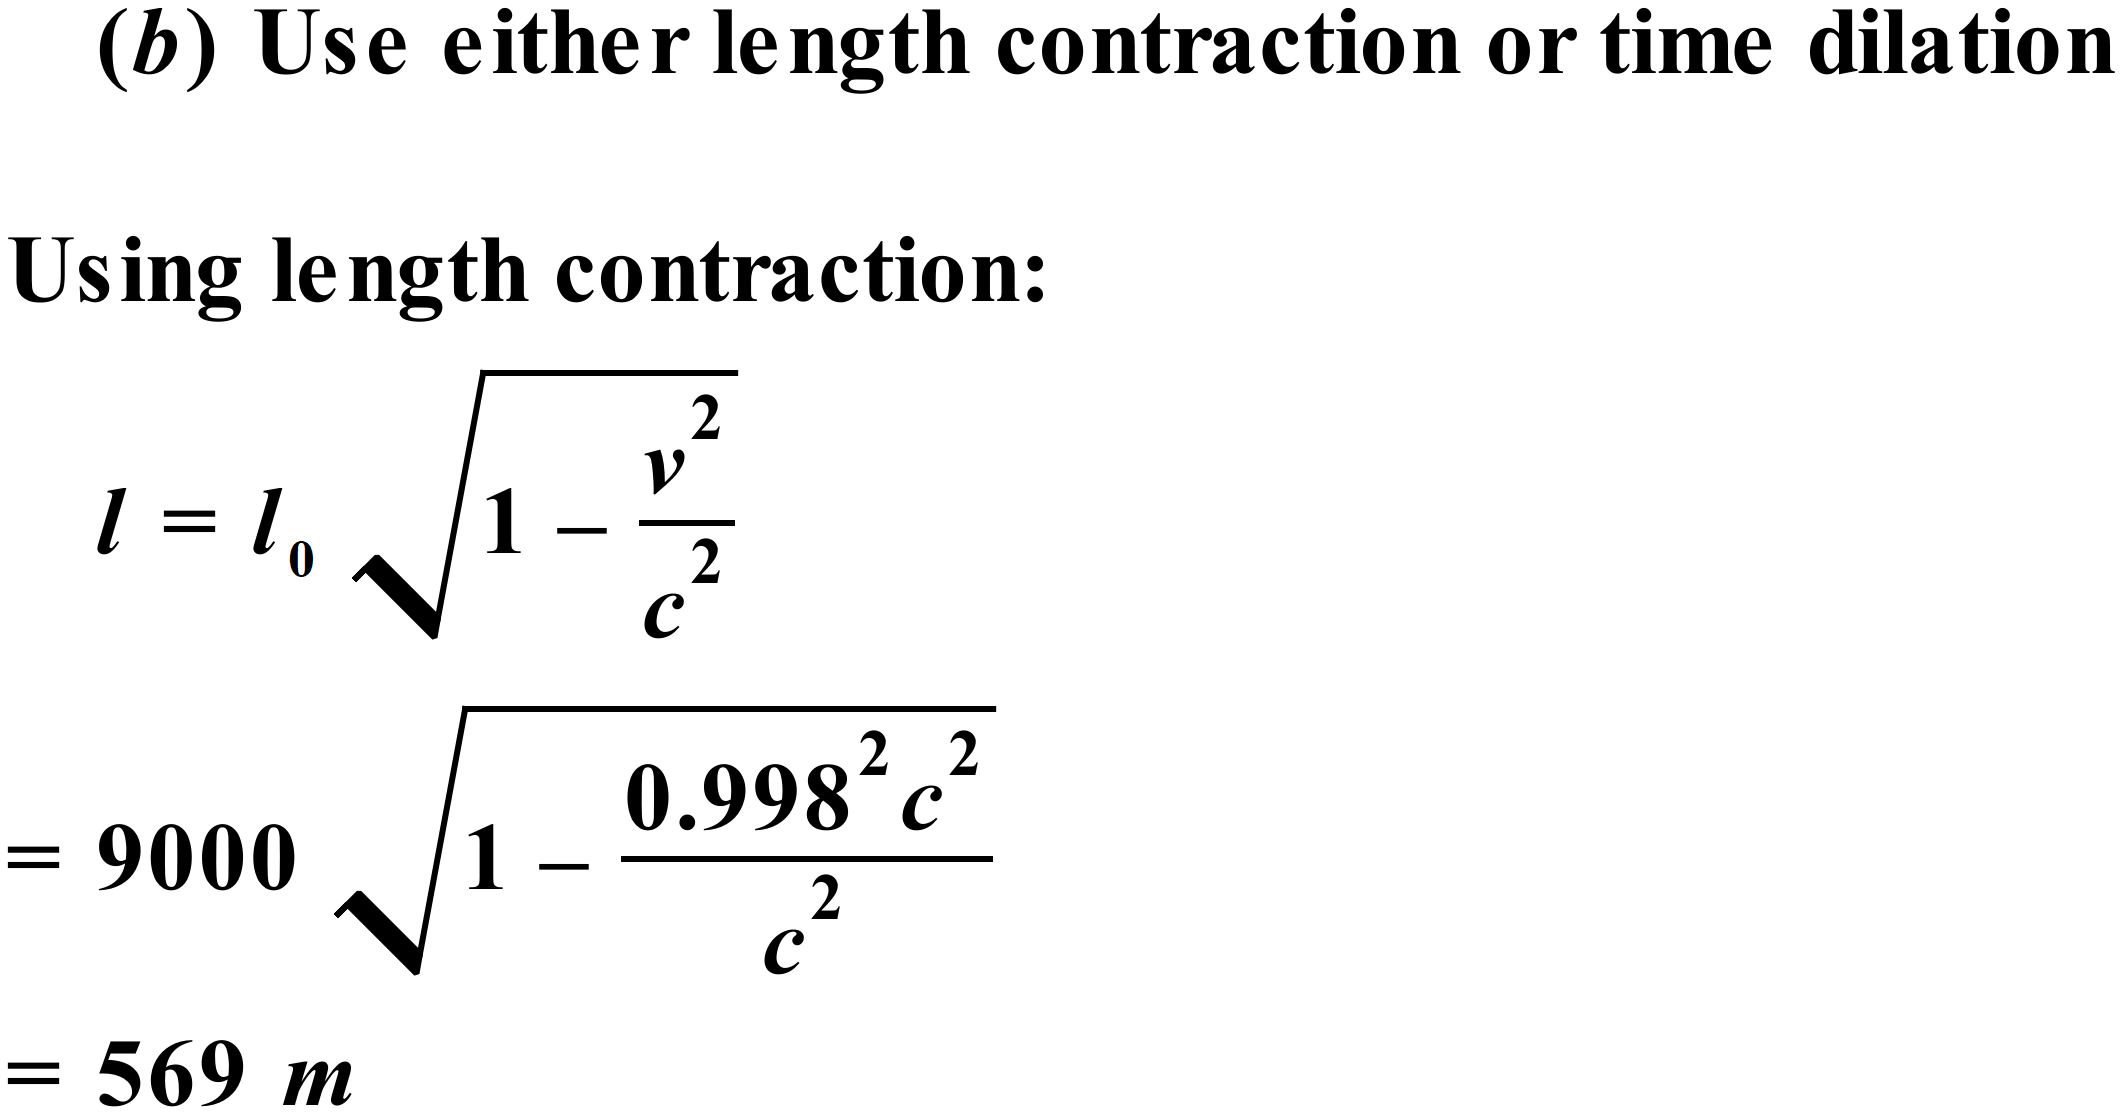 (b) Use either length contraction or time dilation
Using length contraction:
l = l₀ √(1 − v²/c²)
= 9000 √(1 − 0.998²c²/c²)
= 569 m